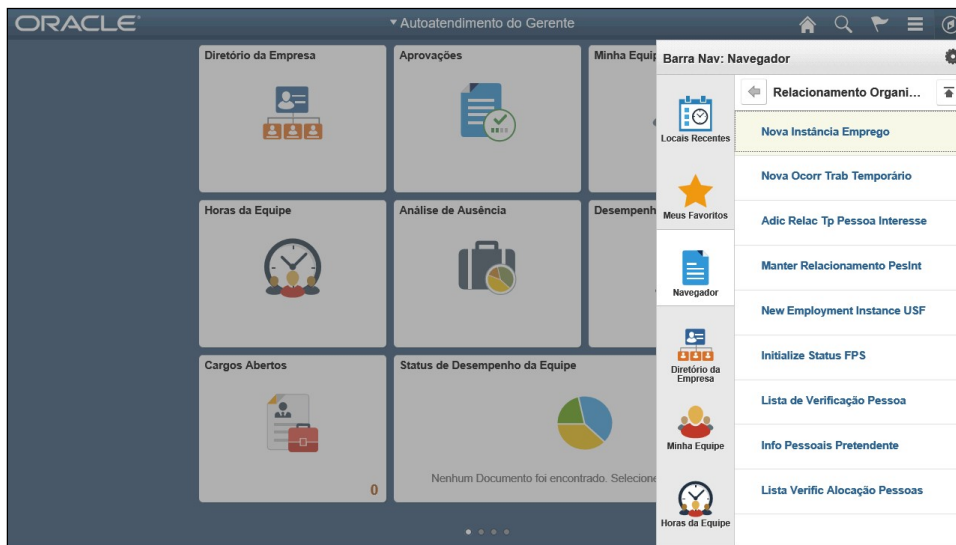 ORACLE
Autoatendimento do Gerente
Diretório da Empresa
Aprovações
Minha Equip
Horas da Equipe
Análise de Ausência
Desempenh
Cargos Abertos
0
Status de Desempenho da Equipe
Nenhum Documento foi encontrado. Selecione
Barra Nav: Navegador
Locais Recentes
Meus Favoritos
Navegador
Diretório da
Empresa
Minha Equipe
Horas da Equipe
Relacionamento Organi...
Nova Instância Emprego
Nova Ocorr Trab Temporário
Adic Relac Tp Pessoa Interesse
Manter Relacionamento PesInt
New Employment Instance USF
Initialize Status FPS
Lista de Verificação Pessoa
Info Pessoais Pretendente
Lista Verific Alocação Pessoas